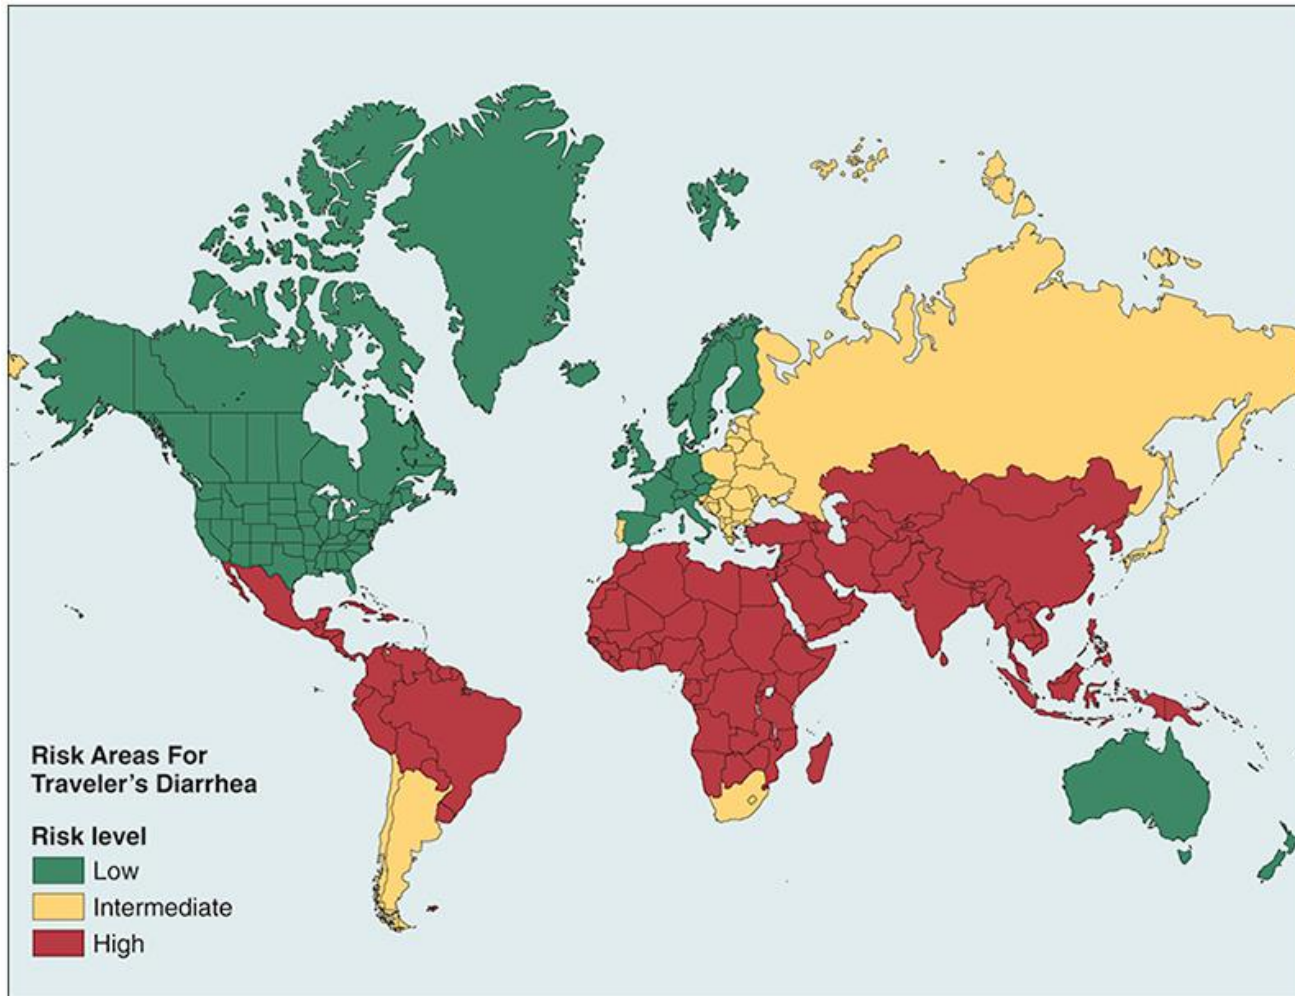 Risk Areas For
Traveler's Diarrhea
Risk level
Low
Intermediate
High